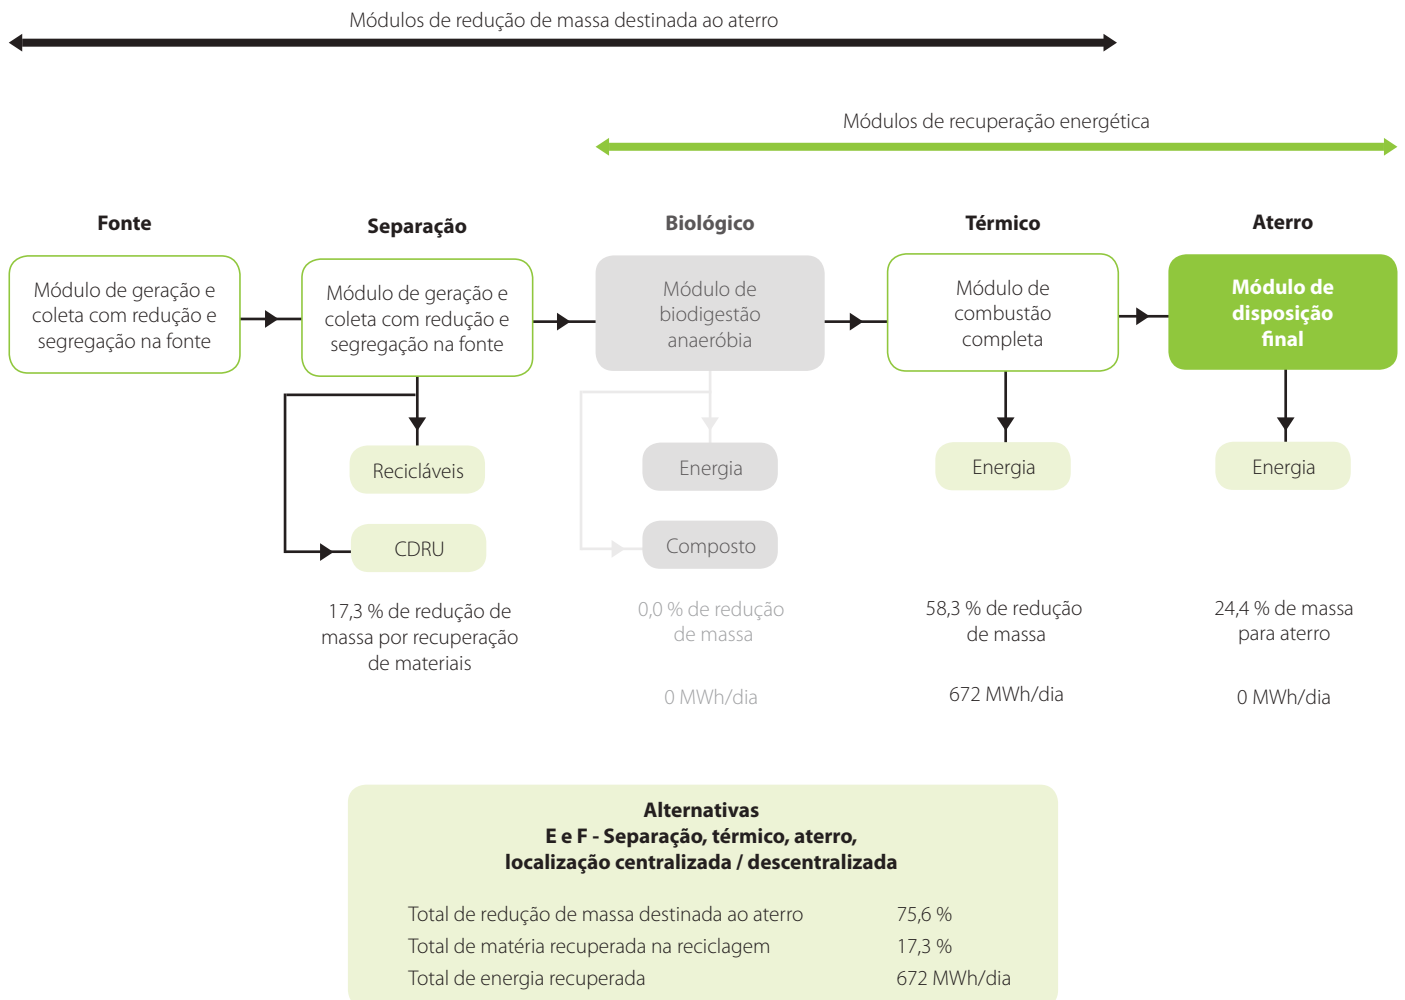 Módulos de redução de massa destinada ao aterro
Módulos de recuperação energética
Fonte
Módulo de geração e
coleta com redução e
segregação na fonte
Separação
Módulo de geração e
coleta com redução e
segregação na fonte
Recicláveis
CDRU
17,3 % de redução de
massa por recuperação
de materiais
Biológico
Módulo de
biodigestão
anaeróbia
Energia
Composto
0,0 % de redução
de massa
0 MWh/dia
Térmico
Módulo de
combustão
completa
Energia
58,3 % de redução
de massa
672 MWh/dia
Aterro
Módulo de
disposição
final
Energia
24,4 % de massa
para aterro
0 MWh/dia
Alternativas
E e F - Separação, térmico, aterro,
localização centralizada / descentralizada
Total de redução de massa destinada ao aterro 75,6 %
Total de matéria recuperada na reciclagem 17,3 %
Total de energia recuperada 672 MWh/dia